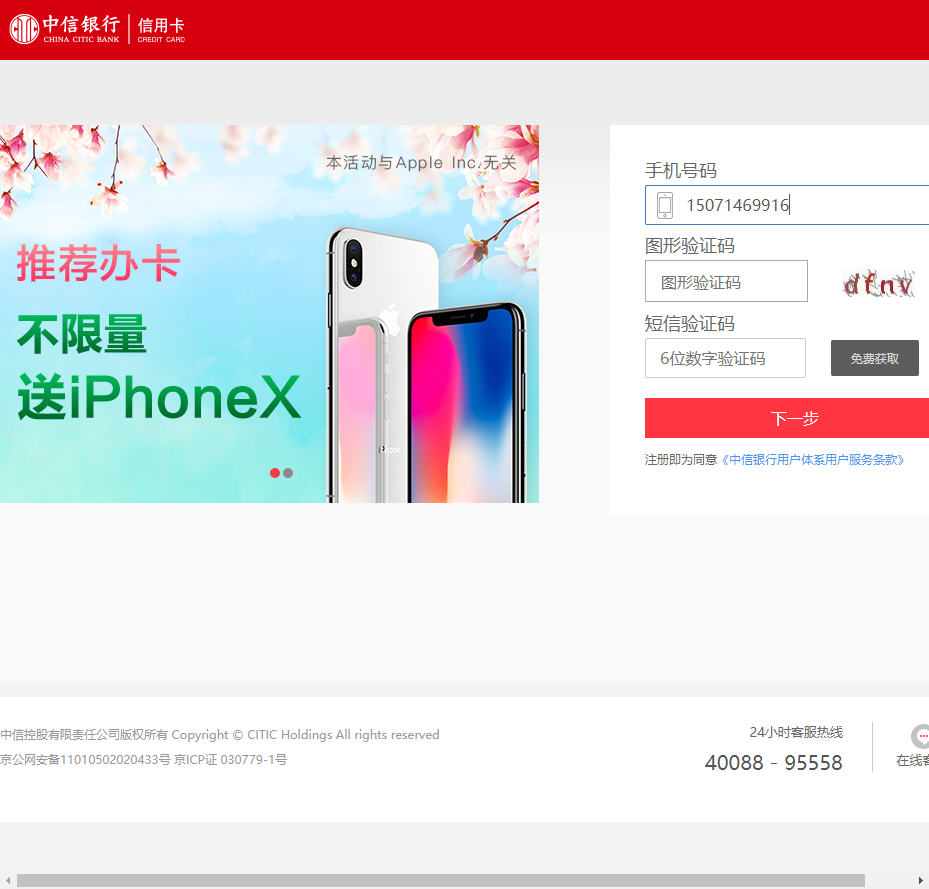 中信银行 信用卡
CHINA CITIC BANK CREDIT CARD
本活动与Apple Inc.无关
推荐办卡
不限量
送iPhoneX
iPhone
手机号码
15071469916
图形验证码
图形验证码
短信验证码
6位数字验证码 免费获取
下一步
注册即为同意《中信银行用户体系用户服务条款》
中信控股有限责任公司版权所有 Copyright © CITIC Holdings All rights reserved
京公网安备11010502020433号 京ICP证 030779-1号
24小时客服热线
40088 - 95558
在线客